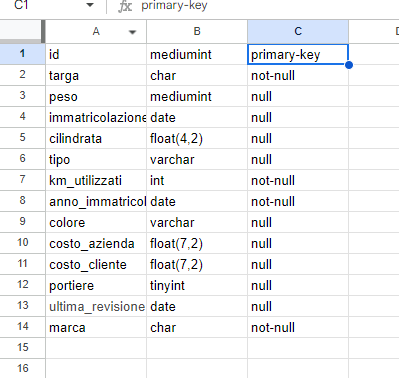 C1 fx primary-key
A B C D
1 id mediumint primary-key
2 targa char not-null
3 peso mediumint null
4 immatricolazione date null
5 cilindrata float(4,2) null
6 tipo varchar null
7 km_utilizzati int not-null
8 anno_immatricol date not-null
9 colore varchar null
10 costo_azienda float(7,2) null
11 costo_cliente float(7,2) null
12 portiere tinyint null
13 ultima_revisione date null
14 marca char not-null
15
16